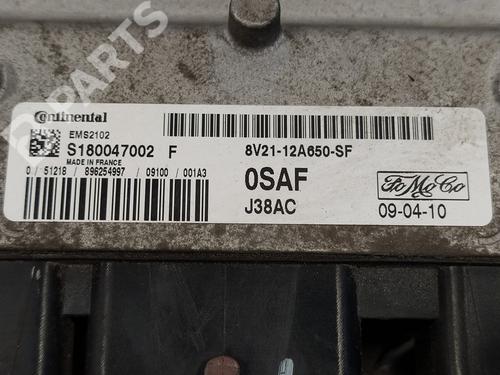 B PARTS
Continental
EMS2102
S180047002 F
MADE IN FRANCE
8V21-12A650-SF
0 / 51218 / 896254997 / 09100 / 001A3
0SAF
J38AC
FoMoCo
09-04-10